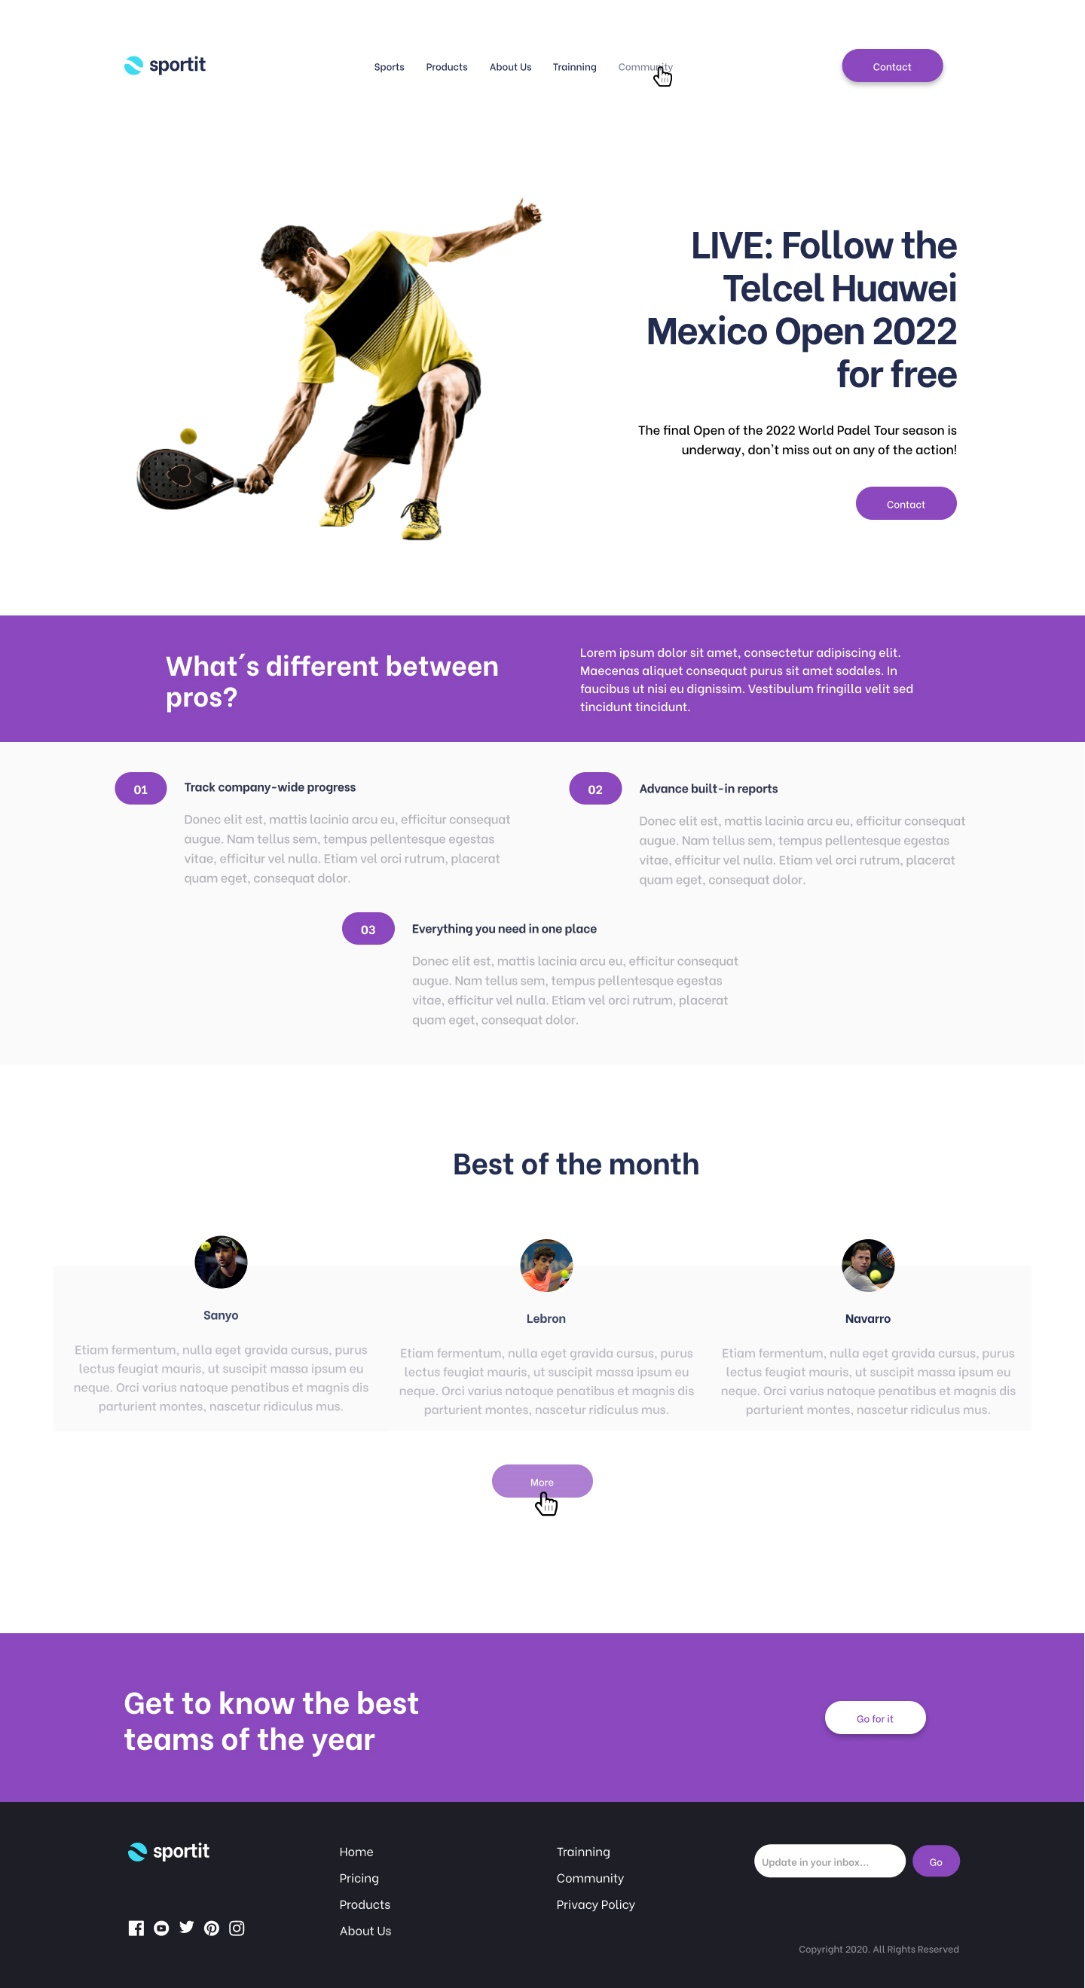 sportit
Sports
Products
About Us
Trainning
Community
Contact
LIVE: Follow the
Telcel Huawei
Mexico Open 2022
for free
The final Open of the 2022 World Padel Tour season is
underway, don't miss out on any of the action!
Contact
What´s different between
pros?
Lorem ipsum dolor sit amet, consectetur adipiscing elit.
Maecenas aliquet consequat purus sit amet sodales. In
faucibus ut nisi eu dignissim. Vestibulum fringilla velit sed
tincidunt tincidunt.
01
Track company-wide progress
Donec elit est, mattis lacinia arcu eu, efficitur consequat
augue. Nam tellus sem, tempus pellentesque egestas
vitae, efficitur vel nulla. Etiam vel orci rutrum, placerat
quam eget, consequat dolor.
02
Advance built-in reports
Donec elit est, mattis lacinia arcu eu, efficitur consequat
augue. Nam tellus sem, tempus pellentesque egestas
vitae, efficitur vel nulla. Etiam vel orci rutrum, placerat
quam eget, consequat dolor.
03
Everything you need in one place
Donec elit est, mattis lacinia arcu eu, efficitur consequat
augue. Nam tellus sem, tempus pellentesque egestas
vitae, efficitur vel nulla. Etiam vel orci rutrum, placerat
quam eget, consequat dolor.
Best of the month
Sanyo
Etiam fermentum, nulla eget gravida cursus, purus
lectus feugiat mauris, ut suscipit massa ipsum eu
neque. Orci varius natoque penatibus et magnis dis
parturient montes, nascetur ridiculus mus.
Lebron
Etiam fermentum, nulla eget gravida cursus, purus
lectus feugiat mauris, ut suscipit massa ipsum eu
neque. Orci varius natoque penatibus et magnis dis
parturient montes, nascetur ridiculus mus.
Navarro
Etiam fermentum, nulla eget gravida cursus, purus
lectus feugiat mauris, ut suscipit massa ipsum eu
neque. Orci varius natoque penatibus et magnis dis
parturient montes, nascetur ridiculus mus.
More
Get to know the best
teams of the year
Go for it
sportit
Home
Pricing
Products
About Us
Trainning
Community
Privacy Policy
Update in your inbox...
Go
Copyright 2020. All Rights Reserved